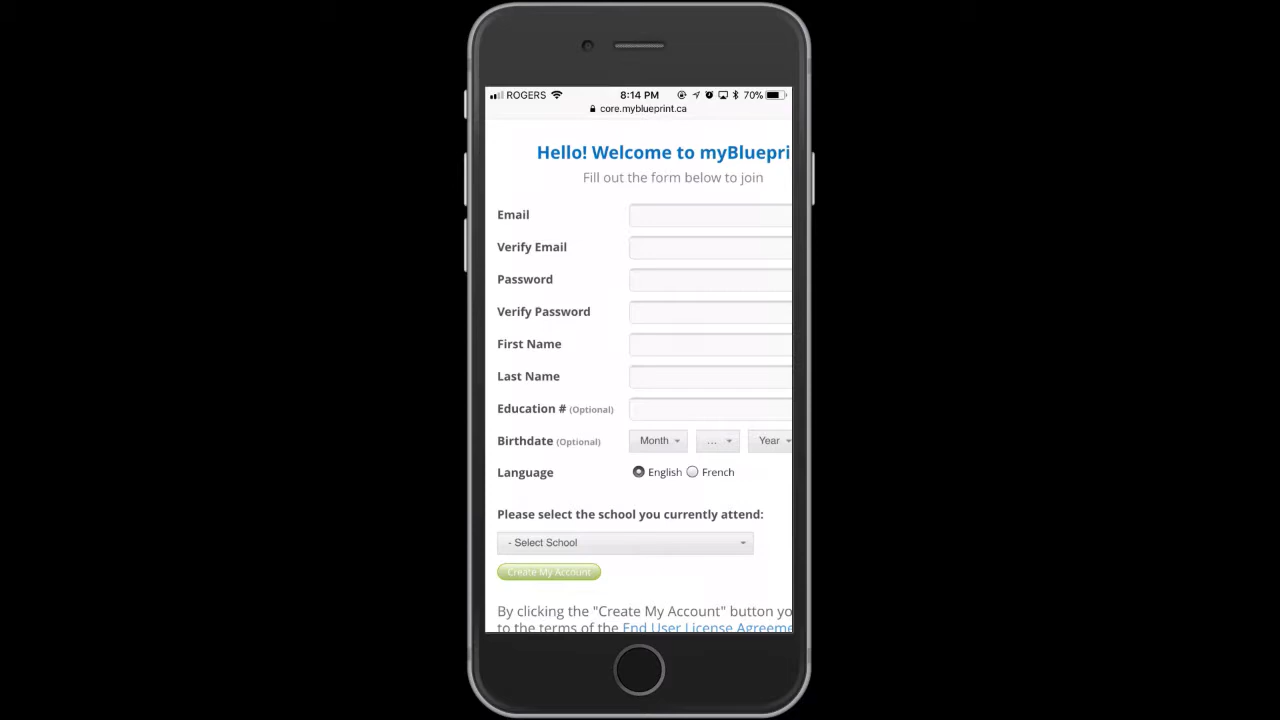 ROGERS 8:14 PM 70%
core.myblueprint.ca
Hello! Welcome to myBluepri
Fill out the form below to join
Email
Verify Email
Password
Verify Password
First Name
Last Name
Education # (Optional)
Birthdate (Optional) Month ... Year
Language English French
Please select the school you currently attend:
- Select School
Create My Account
By clicking the "Create My Account" button yo
to the terms of the End User License Agreeme